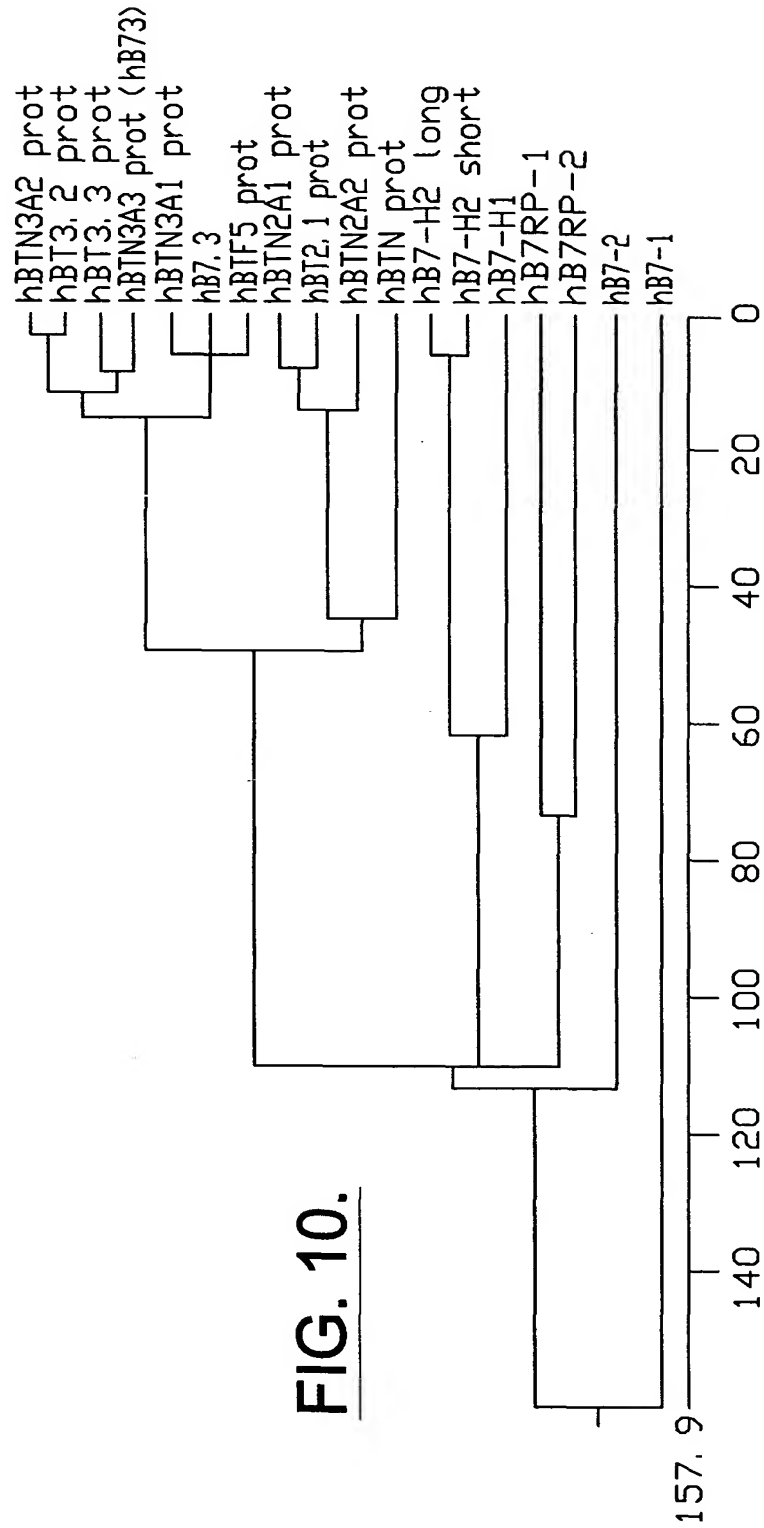 hBTN3A2 prot
hBT3.2 prot
hBT3.3 prot
hBTN3A3 prot (hB73)
hBTN3A1 prot
hB7.3
hBTF5 prot
hBTN2A1 prot
hBT2.1 prot
hBTN2A2 prot
hBTN prot
hB7-H2 long
hB7-H2 short
hB7-H1
hB7RP-1
hB7RP-2
hB7-2
hB7-1
157.9 140 120 100 80 60 40 20 0
FIG. 10.